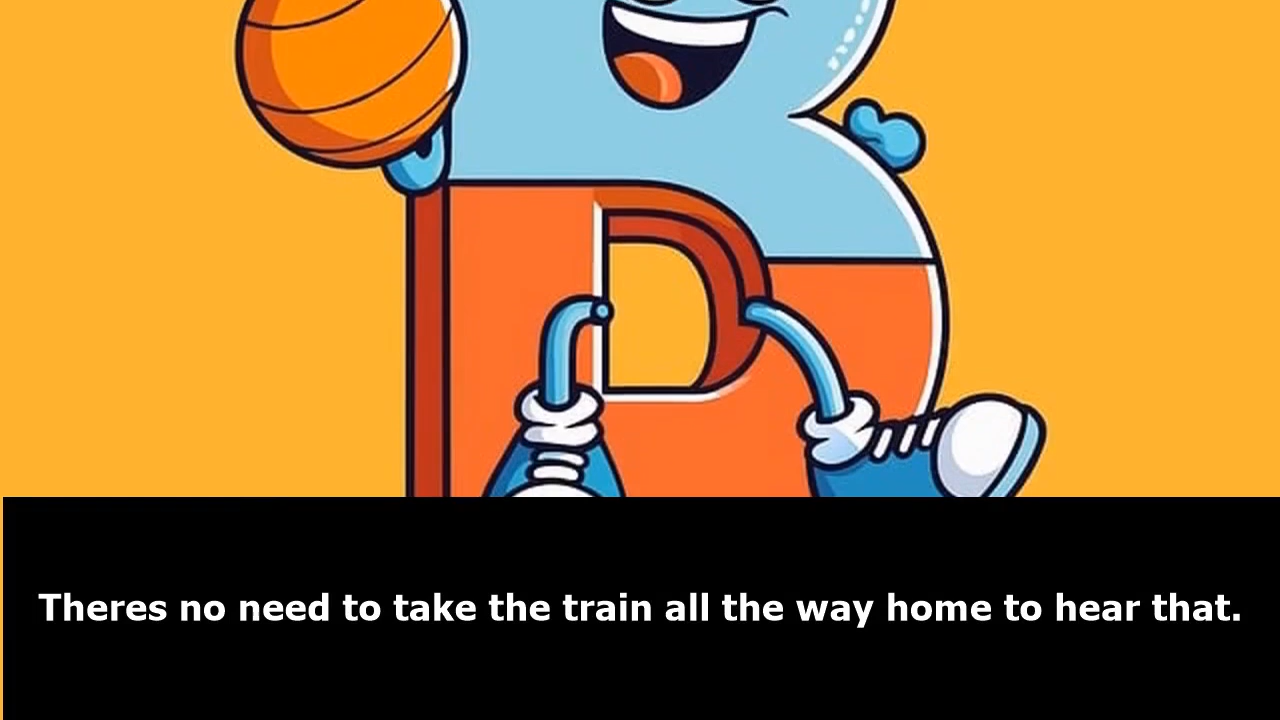 Theres no need to take the train all the way home to hear that.